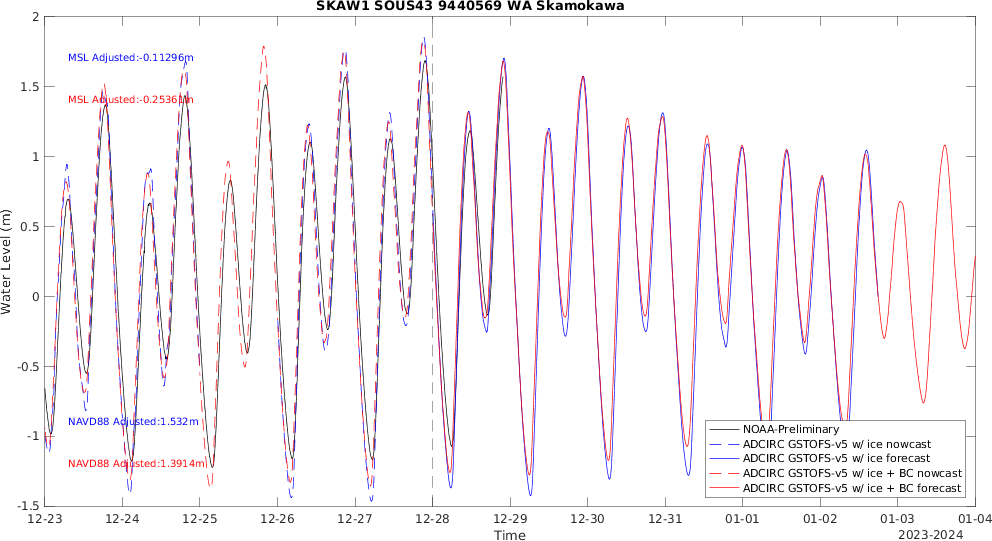 SKAW1 SOUS43 9440569 WA Skamokawa
Water Level (m)
2
1.5
1
0.5
0
-0.5
-1
-1.5
MSL Adjusted:-0.11296m
MSL Adjusted:-0.25361m
NAVD88 Adjusted:1.532m
NAVD88 Adjusted:1.3914m
NOAA-Preliminary
ADCIRC GSTOFS-v5 w/ ice nowcast
ADCIRC GSTOFS-v5 w/ ice forecast
ADCIRC GSTOFS-v5 w/ ice + BC nowcast
ADCIRC GSTOFS-v5 w/ ice + BC forecast
12-23 12-24 12-25 12-26 12-27 12-28 12-29 12-30 12-31 01-01 01-02 01-03 01-04
Time
2023-2024